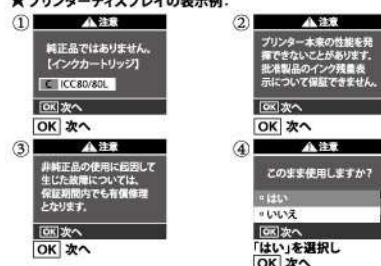 ★プリンターディスプレイの表示例:
①
注意
純正品ではありません。
【インクカートリッジ】
C ICC80/80L
OK 次へ
OK 次へ
②
注意
プリンター本来の性能を発
揮できないことがあります。
批准製品のインク残量表
示について保証できません。
OK 次へ
OK 次へ
③
注意
非純正品の使用に起因して
生じた故障については、
保証期間内でも有償修理
となります。
OK 次へ
OK 次へ
④
注意
このまま使用しますか?
はい
いいえ
OK 次へ
「はい」を選択し
OK 次へ